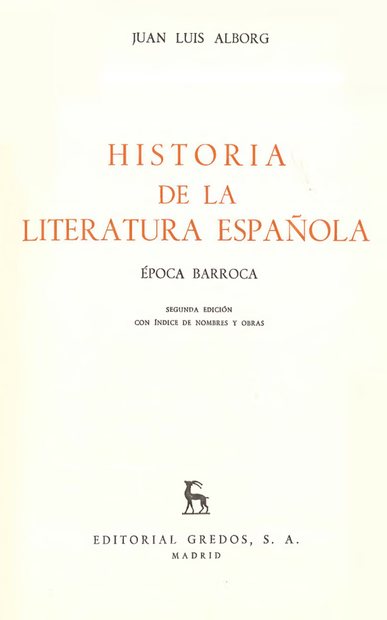 JUAN LUIS ALBORG
HISTORIA
DE LA
LITERATURA ESPAÑOLA
ÉPOCA BARROCA
SEGUNDA EDICIÓN
CON ÍNDICE DE NOMBRES Y OBRAS
EDITORIAL GREDOS, S. A.
MADRID